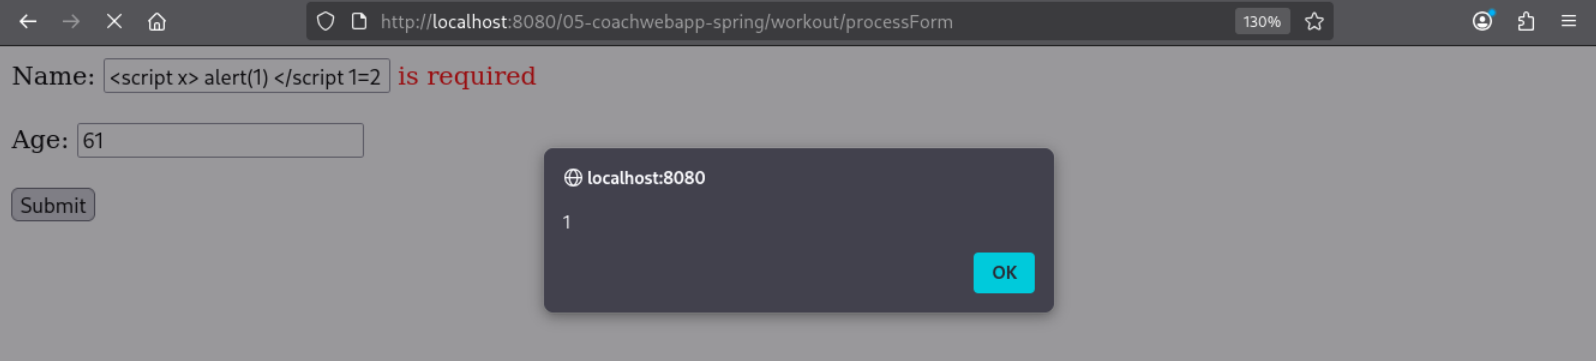 http://localhost:8080/05-coachwebapp-spring/workout/processForm 130%
Name: <script x> alert(1) </script 1=2 is required
Age: 61
Submit
localhost:8080
1
OK